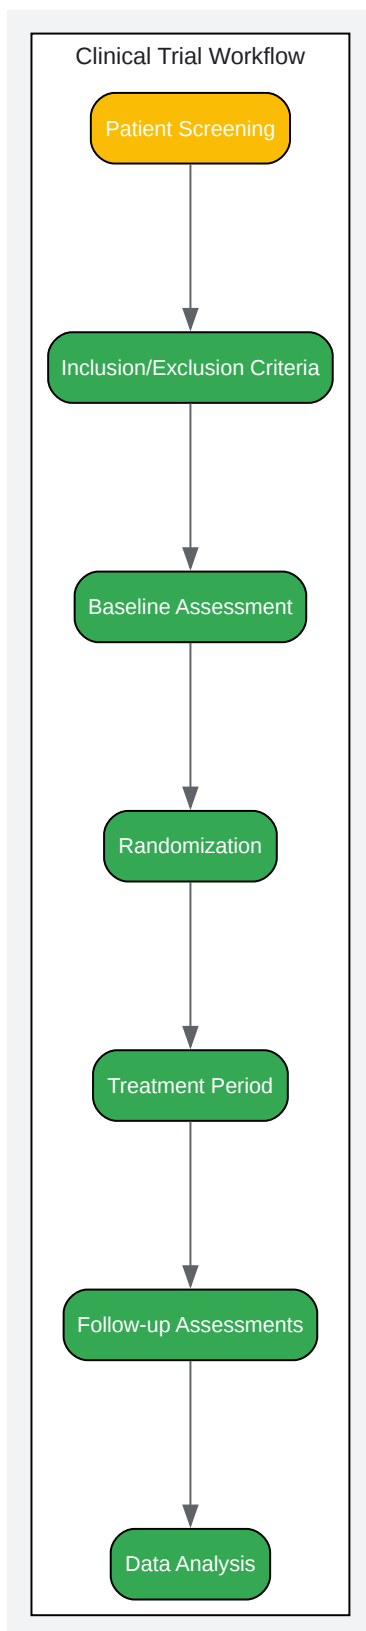 Clinical Trial Workflow
Patient Screening
Inclusion/Exclusion Criteria
Baseline Assessment
Randomization
Treatment Period
Follow-up Assessments
Data Analysis